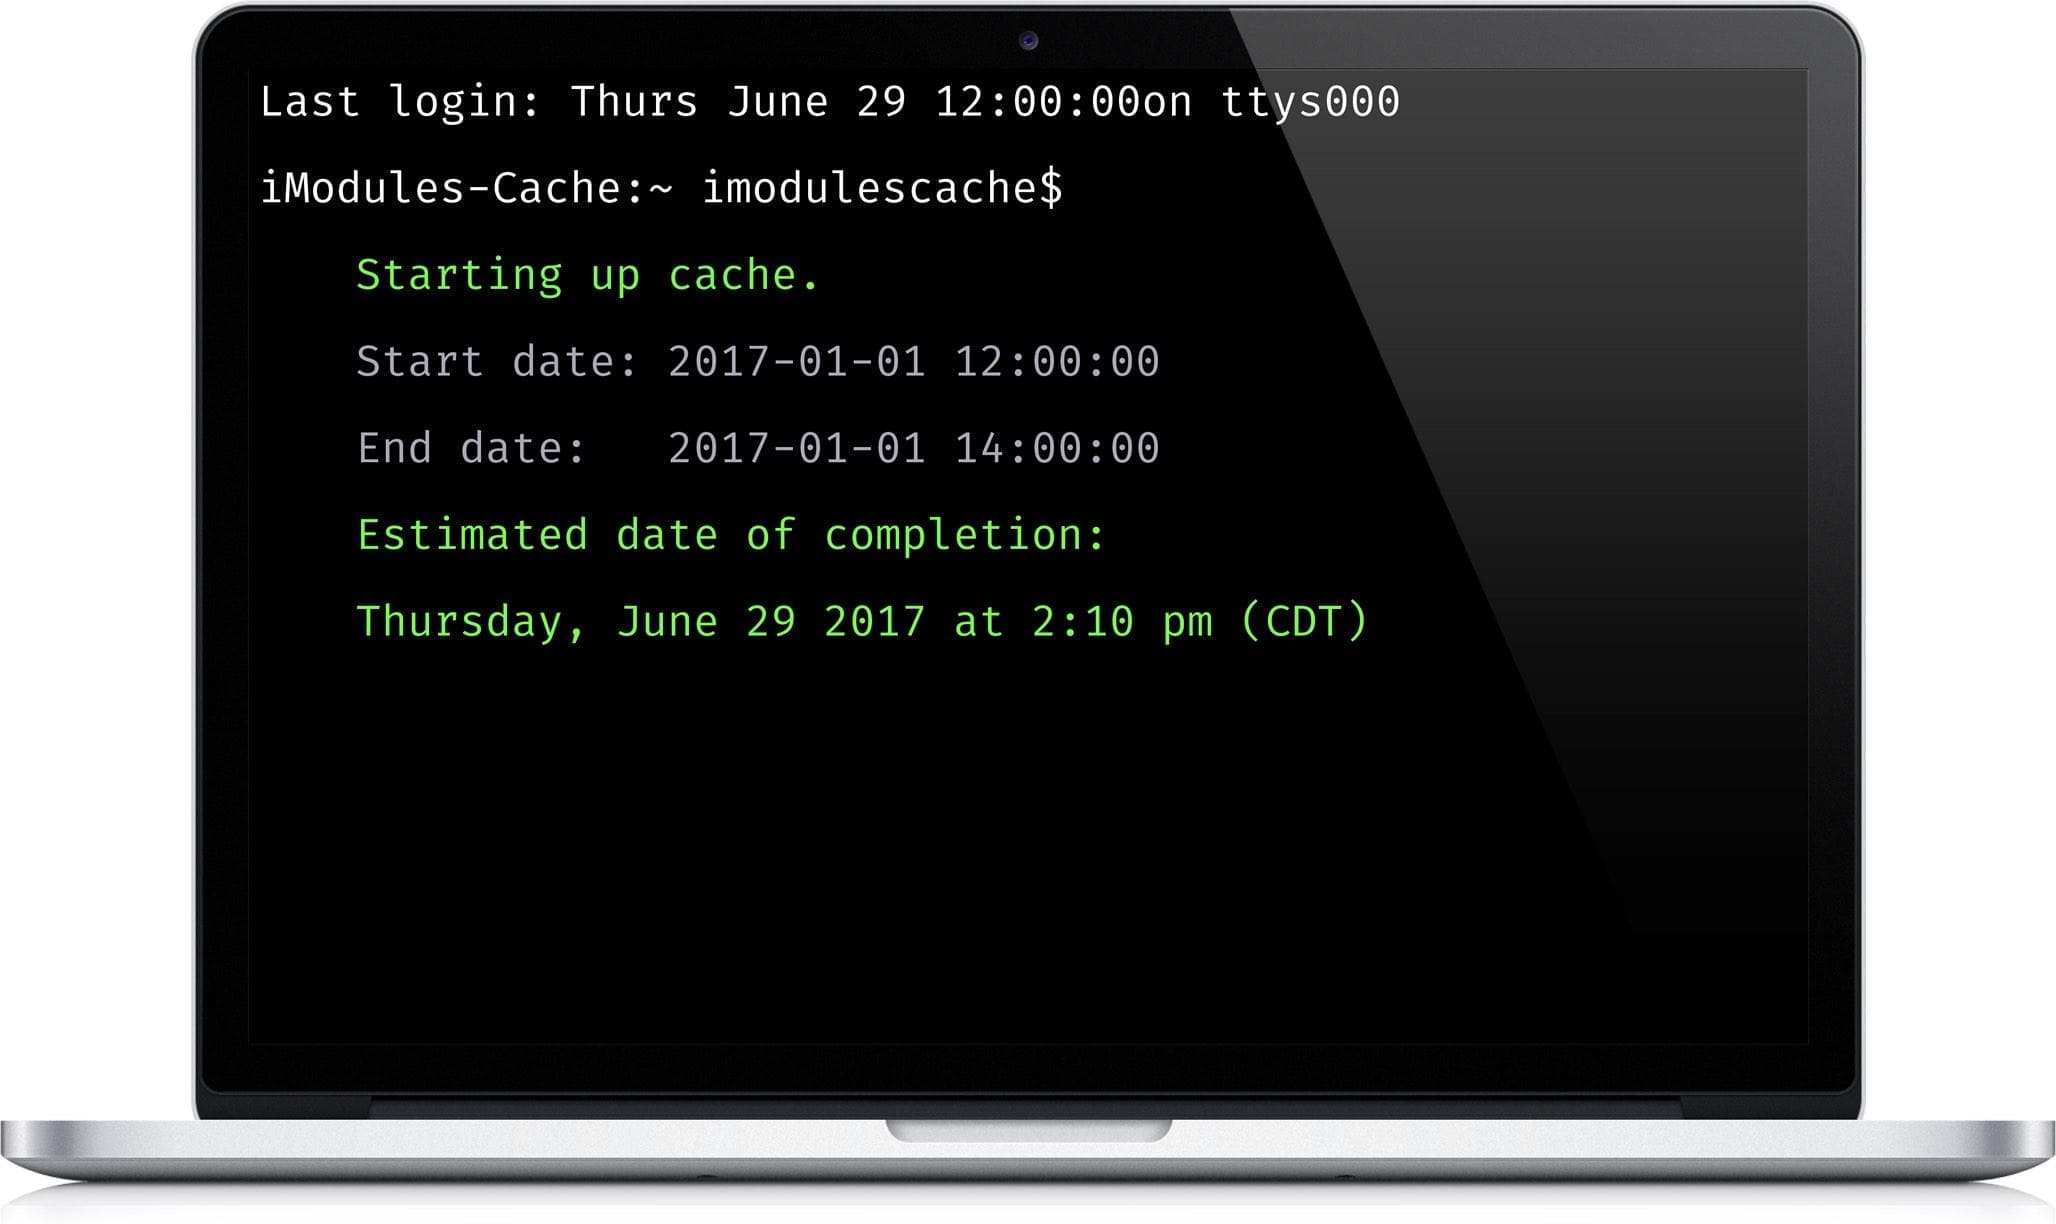 Last login: Thurs June 29 12:00:00on ttys000
iModules-Cache:~ imodulescache$
Starting up cache.
Start date: 2017-01-01 12:00:00
End date:   2017-01-01 14:00:00
Estimated date of completion:
Thursday, June 29 2017 at 2:10 pm (CDT)